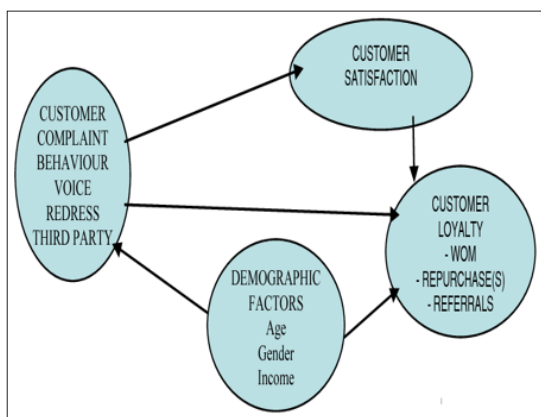 CUSTOMER
SATISFACTION
CUSTOMER
COMPLAINT
BEHAVIOUR
VOICE
REDRESS
THIRD PARTY
CUSTOMER
LOYALTY
- WOM
- REPURCHASE(S)
- REFERRALS
DEMOGRAPHIC
FACTORS
Age
Gender
Income